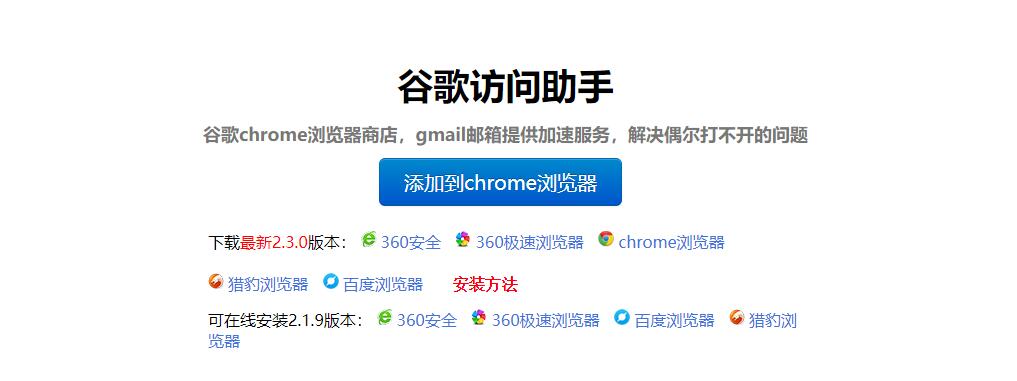 谷歌访问助手
谷歌chrome浏览器商店，gmail邮箱提供加速服务，解决偶尔打不开的问题
添加到chrome浏览器
下载最新2.3.0版本： 360安全 360极速浏览器 chrome浏览器
猎豹浏览器 百度浏览器 安装方法
可在线安装2.1.9版本： 360安全 360极速浏览器 百度浏览器 猎豹浏
览器